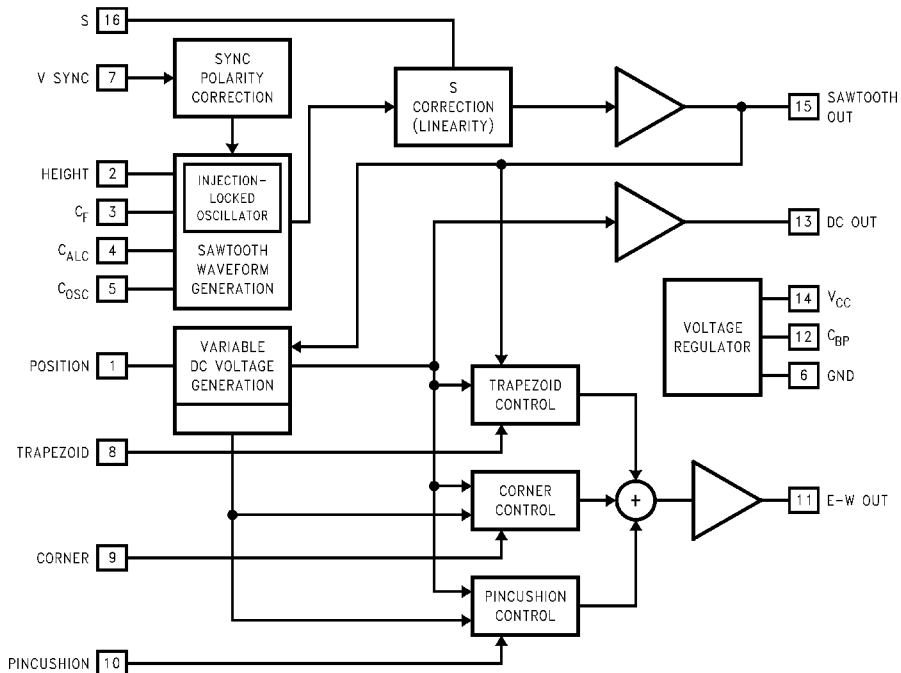 S 16
V SYNC 7
SYNC
POLARITY
CORRECTION
S
CORRECTION
(LINEARITY)
15 SAWTOOTH
OUT
HEIGHT 2
C_F 3
C_ALC 4
C_OSC 5
INJECTION-
LOCKED
OSCILLATOR
SAWTOOTH
WAVEFORM
GENERATION
13 DC OUT
VOLTAGE
REGULATOR
14 V_CC
12 C_BP
6 GND
POSITION 1
VARIABLE
DC VOLTAGE
GENERATION
TRAPEZOID
CONTROL
TRAPEZOID 8
CORNER
CONTROL
+
11 E-W OUT
CORNER 9
PINCUSHION
CONTROL
PINCUSHION 10